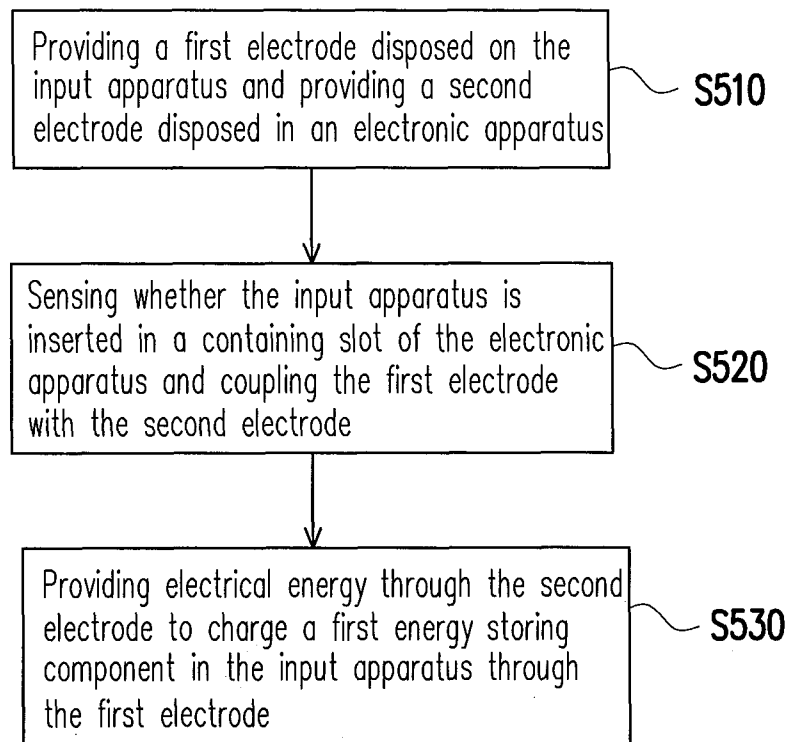 Providing a first electrode disposed on the
input apparatus and providing a second
electrode disposed in an electronic apparatus
S510
Sensing whether the input apparatus is
inserted in a containing slot of the electronic
apparatus and coupling the first electrode
with the second electrode
S520
Providing electrical energy through the second
electrode to charge a first energy storing
component in the input apparatus through
the first electrode
S530